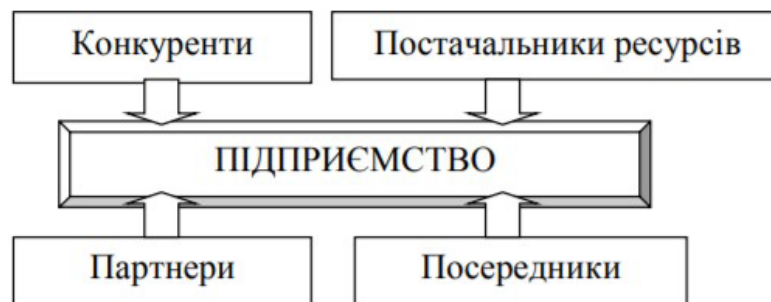 Конкуренти
Постачальники ресурсів
ПІДПРИЄМСТВО
Партнери
Посередники